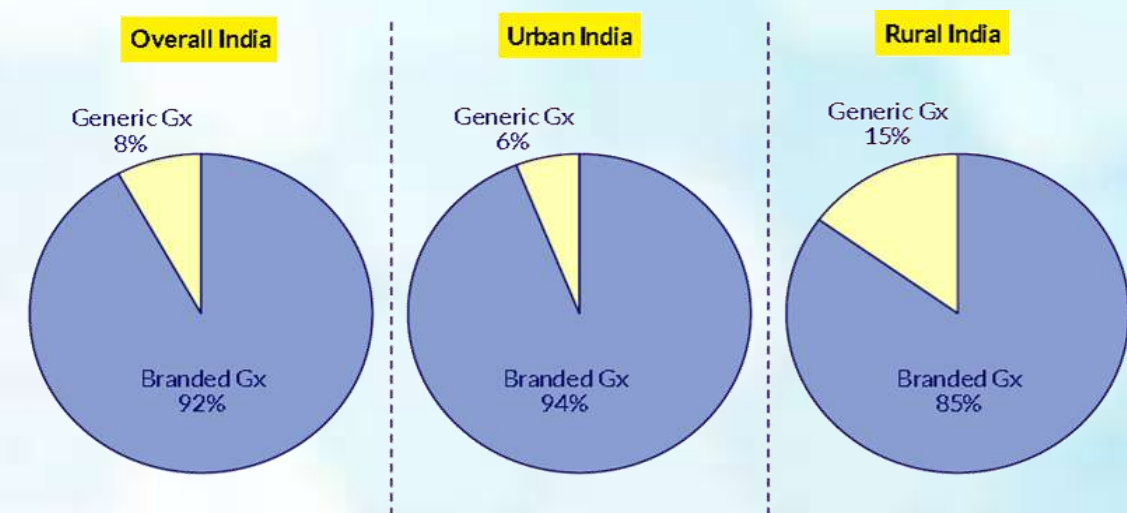 Overall India
Generic Gx
8%
Branded Gx
92%
Urban India
Generic Gx
6%
Branded Gx
94%
Rural India
Generic Gx
15%
Branded Gx
85%